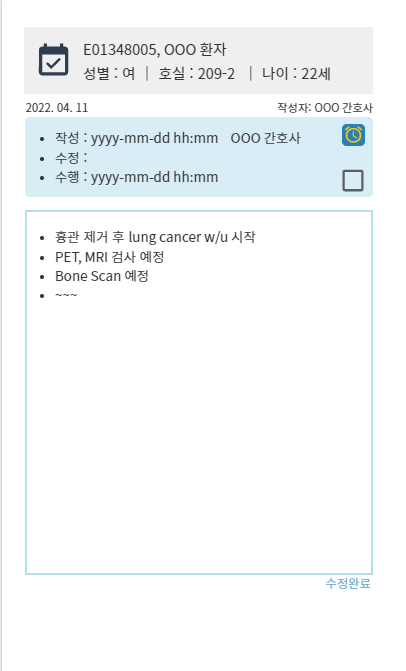 E01348005, OOO 환자
성별 : 여 | 호실 : 209-2 | 나이 : 22세
2022. 04. 11 작성자: OOO 간호사
• 작성 : yyyy-mm-dd hh:mm OOO 간호사
• 수정 :
• 수행 : yyyy-mm-dd hh:mm
• 흉관 제거 후 lung cancer w/u 시작
• PET, MRI 검사 예정
• Bone Scan 예정
• ~~~
수정완료